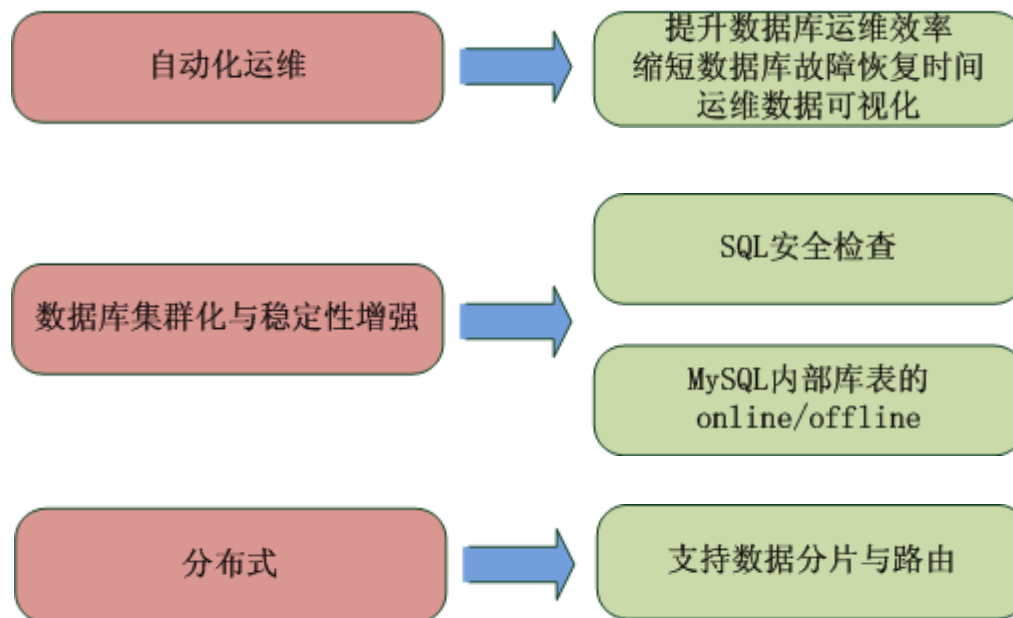 自动化运维
提升数据库运维效率
缩短数据库故障恢复时间
运维数据可视化
数据库集群化与稳定性增强
SQL安全检查
MySQL内部库表的
online/offline
分布式
支持数据分片与路由